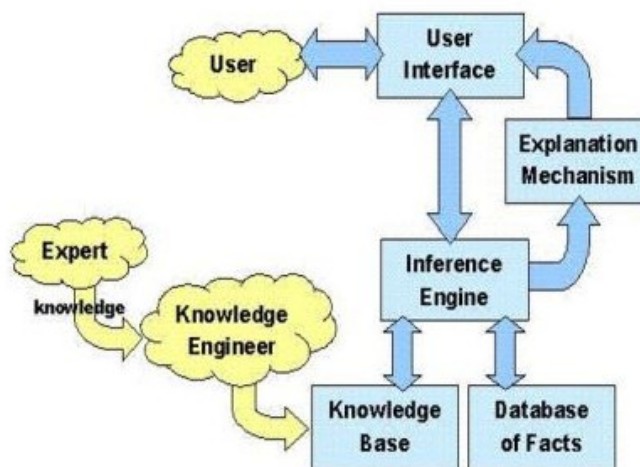 User
User
Interface
Explanation
Mechanism
Expert
knowledge
Inference
Engine
Knowledge
Engineer
Knowledge
Base
Database
of Facts